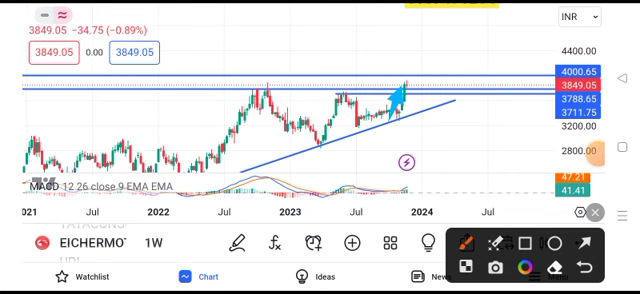 INR
3849.05 −34.75 (−0.89%)
3849.05 0.00 3849.05
4400.00
4000.65
3849.05
3788.65
3711.75
3200.00
2800.00
MACD 12 26 close 9 EMA EMA
47.21
41.41
2021 Jul 2022 Jul 2023 Jul 2024 Jul
EICHERMOT 1W
Watchlist Chart Ideas News